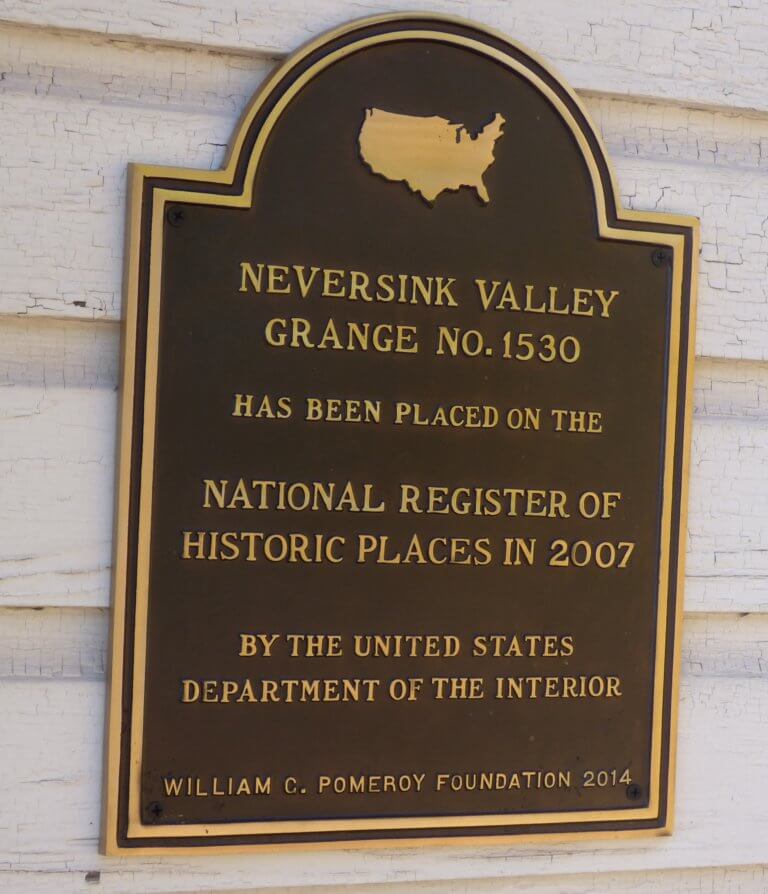 NEVERSINK VALLEY
GRANGE NO. 1530
HAS BEEN PLACED ON THE
NATIONAL REGISTER OF
HISTORIC PLACES IN 2007
BY THE UNITED STATES
DEPARTMENT OF THE INTERIOR
WILLIAM G. POMEROY FOUNDATION 2014